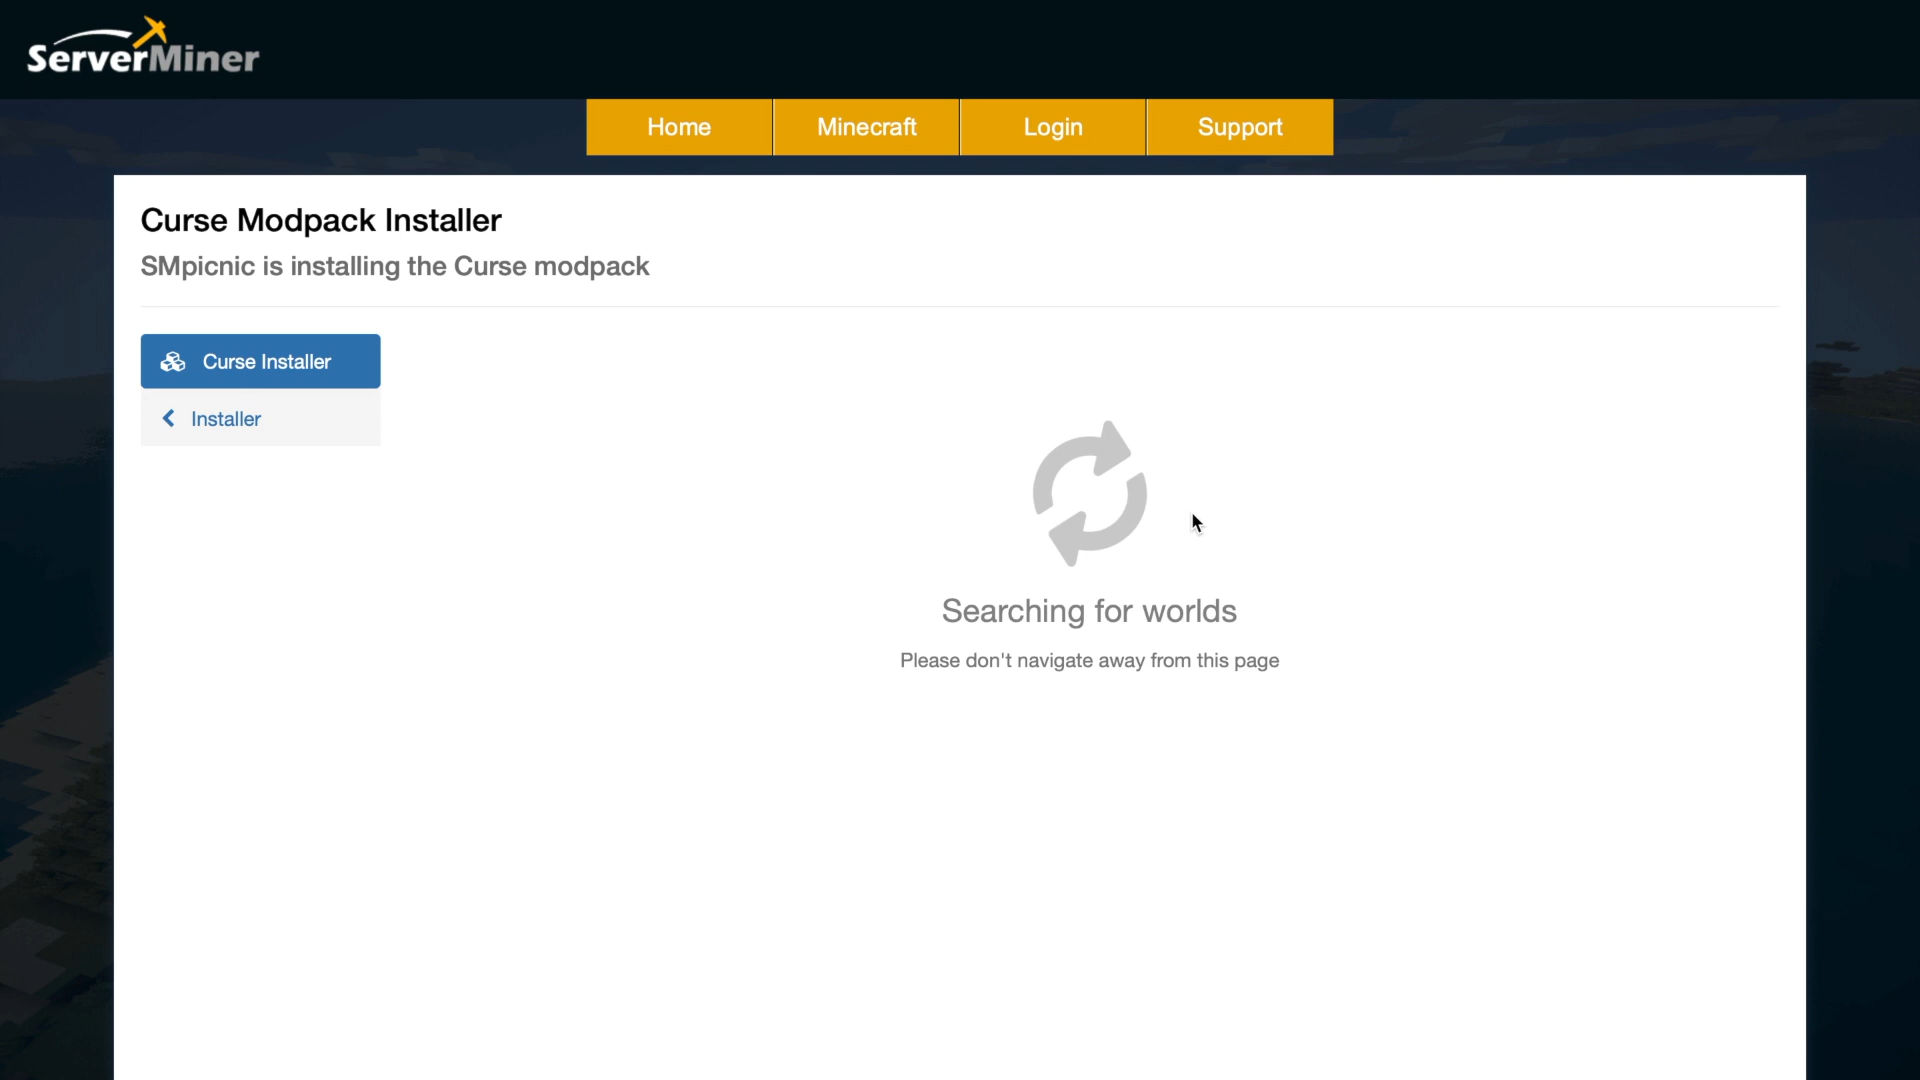 ServerMiner
Home
Minecraft
Login
Support
Curse Modpack Installer
SMpicnic is installing the Curse modpack
Curse Installer
Installer
Searching for worlds
Please don't navigate away from this page